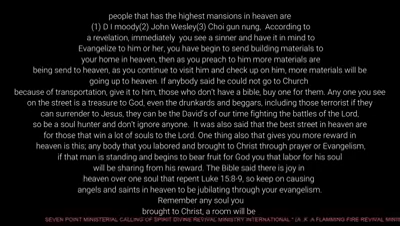 people that has the highest mansions in heaven are
(1) D l moody(2) John Wesley(3) Choi gun nung, According to
a revelation, immediately you see a sinner and have it in mind to
Evangelize to him or her, you have begin to send building materials to
your home in heaven, then as you preach to him more materials are
being send to heaven, as you continue to visit him and check up on him, more materials will be
going up to heaven. If anybody said he could not go to Church
because of transportation, give it to him, those who don't have a bible, buy one for them. Any one you see
on the street is a treasure to God, even the drunkards and beggars, including those terrorist if they
can surrender to Jesus, they can be the David's of our time fighting the battles of the Lord,
so be a soul hunter and don't ignore anyone. It was also said that the best street in heaven are
for those that win a lot of souls to the Lord. One thing also that gives you more reward in
heaven is this; any body that you labored and brought to Christ through prayer or Evangelism,
if that man is standing and begins to bear fruit for God you that labor for his soul
will be sharing from his reward. The Bible said there is joy in
heaven over one soul that repent Luke 15:8-9, so keep on causing
angels and saints in heaven to be jubilating through your evangelism.
Remember any soul you
brought to Christ, a room will be
SEVEN POINT MINISTERIAL CALLING OF SPIRIT DIVINE REVIVAL MINISTRY INTERNATIONAL FLAMMING FIRE REVIVAL MINIS